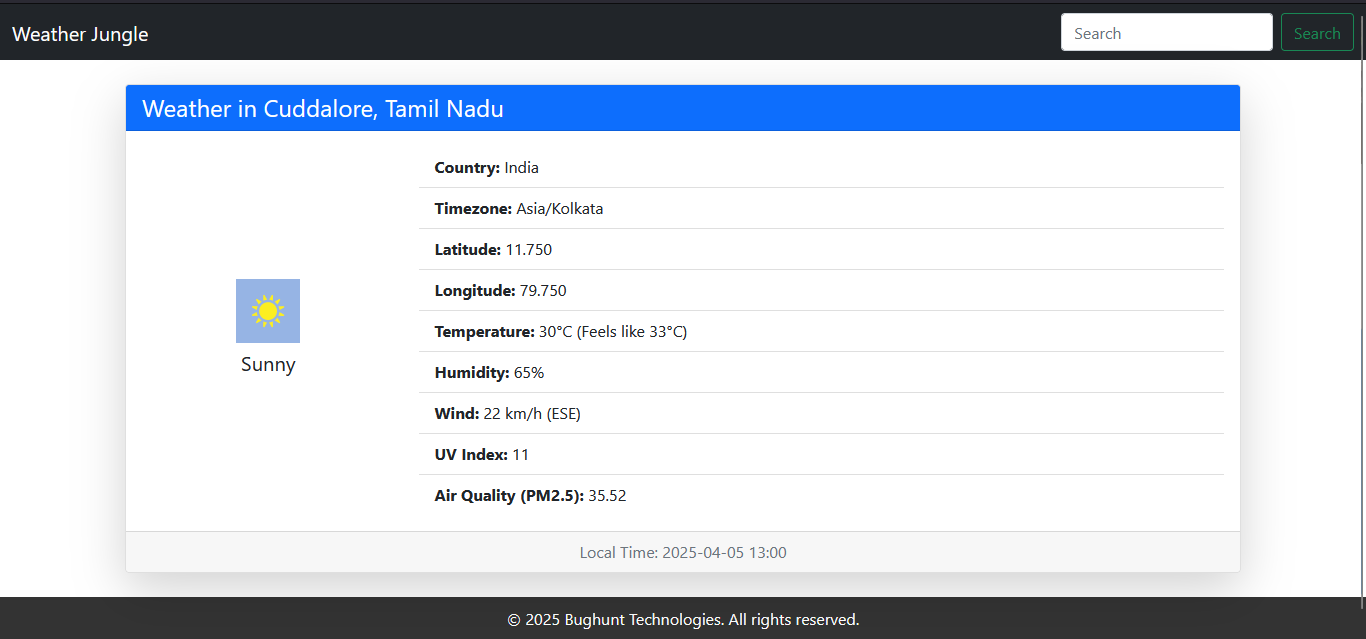 Weather Jungle
Search
Search
Weather in Cuddalore, Tamil Nadu
Country: India
Timezone: Asia/Kolkata
Latitude: 11.750
Longitude: 79.750
Temperature: 30°C (Feels like 33°C)
Humidity: 65%
Wind: 22 km/h (ESE)
UV Index: 11
Air Quality (PM2.5): 35.52
Sunny
Local Time: 2025-04-05 13:00
© 2025 Bughunt Technologies. All rights reserved.